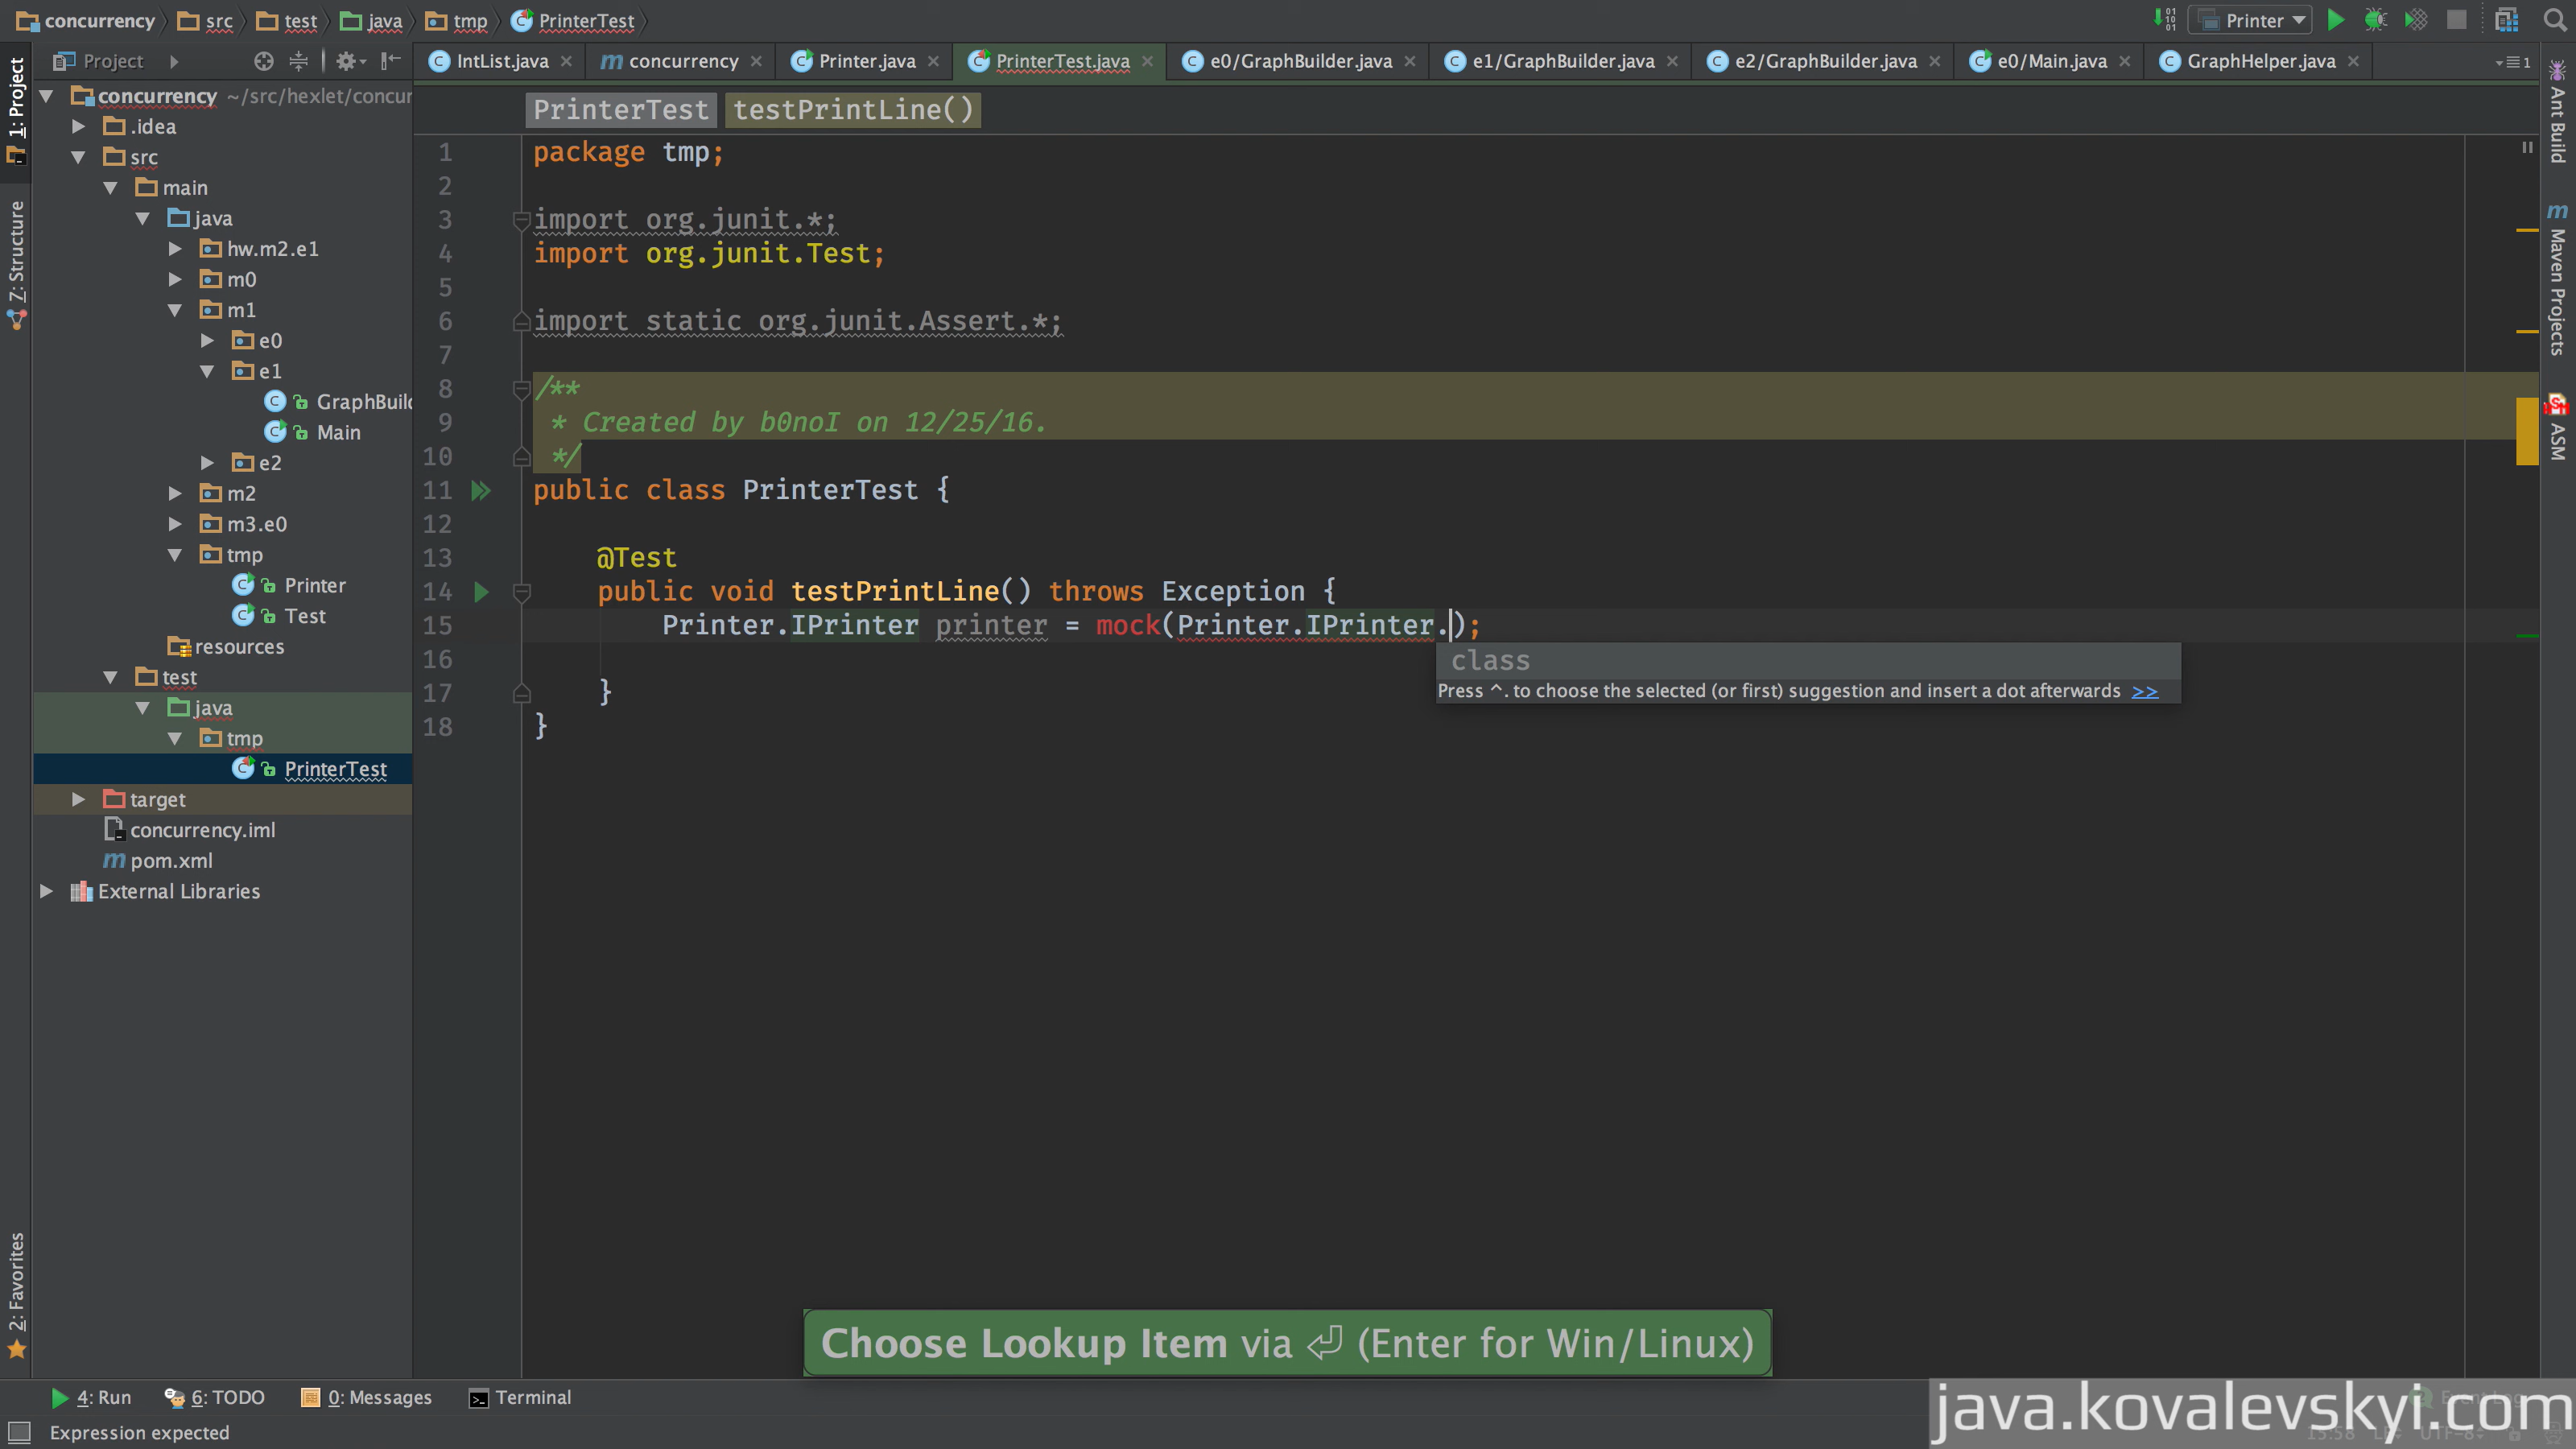 concurrency src test java tmp PrinterTest
Printer
Project
IntList.java concurrency Printer.java PrinterTest.java e0/GraphBuilder.java e1/GraphBuilder.java e2/GraphBuilder.java e0/Main.java GraphHelper.java 1
1: Project
7: Structure
2: Favorites
Ant Build
Maven Projects
ASM
concurrency ~/src/hexlet/concur
.idea
src
main
java
hw.m2.e1
m0
m1
e0
e1
GraphBuild
Main
e2
m2
m3.e0
tmp
Printer
Test
resources
test
java
tmp
PrinterTest
target
concurrency.iml
pom.xml
External Libraries
PrinterTest testPrintLine()
1 package tmp;
2
3 import org.junit.*;
4 import org.junit.Test;
5
6 import static org.junit.Assert.*;
7
8 /**
9 * Created by b0noI on 12/25/16.
10 */
11 public class PrinterTest {
12
13 @Test
14 public void testPrintLine() throws Exception {
15 Printer.IPrinter printer = mock(Printer.IPrinter.);
16
17 }
18 }
class
Press ^. to choose the selected (or first) suggestion and insert a dot afterwards >>
Choose Lookup Item via ⏎ (Enter for Win/Linux)
4: Run 6: TODO 0: Messages Terminal
Expression expected
java.kovalevskyi.com